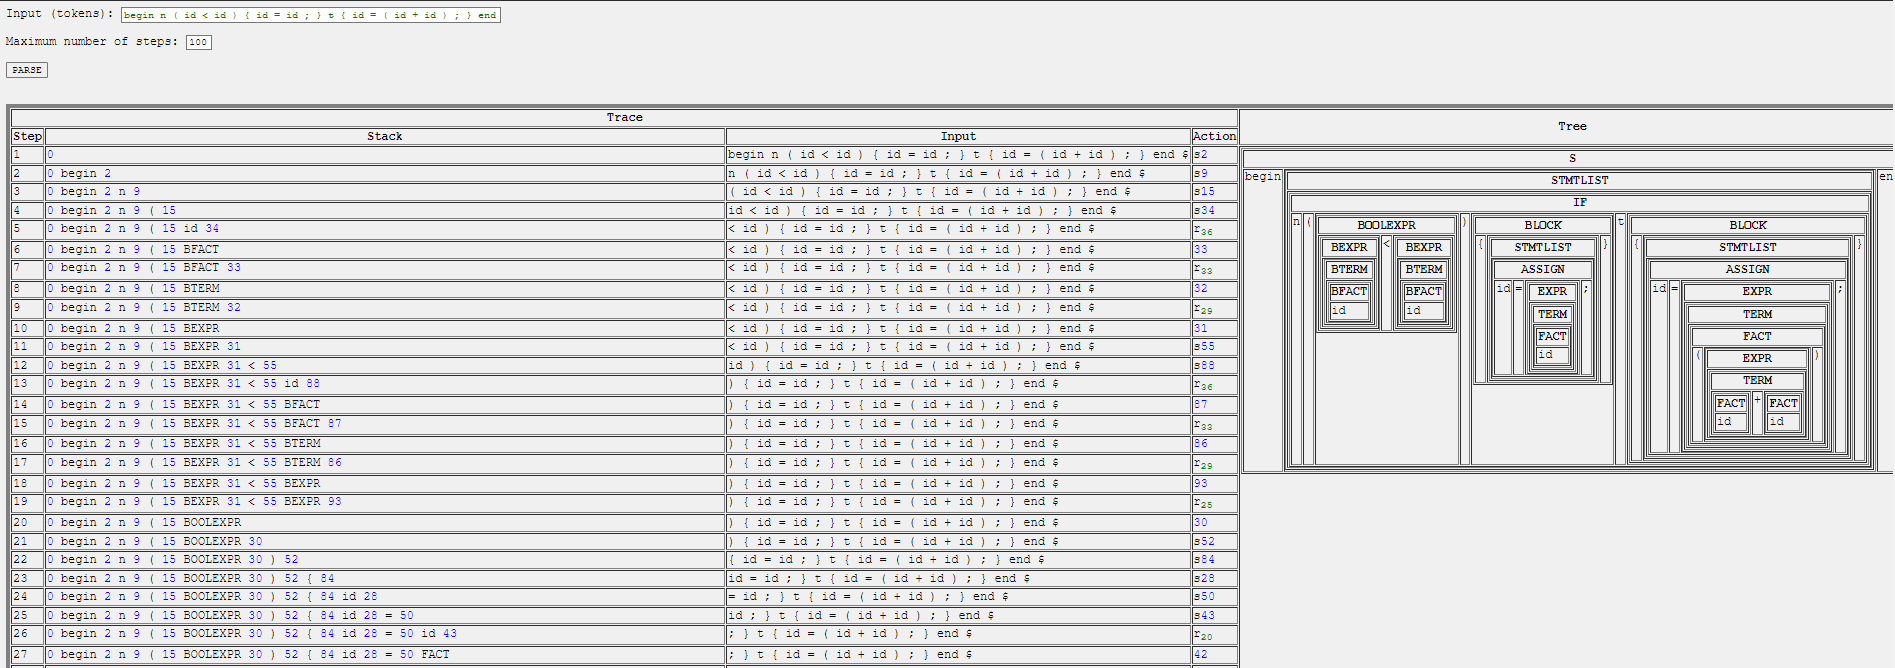 Input (tokens): begin n ( id < id ) { id = id ; } t { id = ( id + id ) ; } end
Maximum number of steps: 100
PARSE
Trace
Step Stack Input Action
1 0 begin n ( id < id ) { id = id ; } t { id = ( id + id ) ; } end $ s2
2 0 begin 2 n ( id < id ) { id = id ; } t { id = ( id + id ) ; } end $ s9
3 0 begin 2 n 9 ( id < id ) { id = id ; } t { id = ( id + id ) ; } end $ s15
4 0 begin 2 n 9 ( 15 id < id ) { id = id ; } t { id = ( id + id ) ; } end $ s34
5 0 begin 2 n 9 ( 15 id 34 < id ) { id = id ; } t { id = ( id + id ) ; } end $ r36
6 0 begin 2 n 9 ( 15 BFACT < id ) { id = id ; } t { id = ( id + id ) ; } end $ 33
7 0 begin 2 n 9 ( 15 BFACT 33 < id ) { id = id ; } t { id = ( id + id ) ; } end $ r33
8 0 begin 2 n 9 ( 15 BTERM < id ) { id = id ; } t { id = ( id + id ) ; } end $ 32
9 0 begin 2 n 9 ( 15 BTERM 32 < id ) { id = id ; } t { id = ( id + id ) ; } end $ r29
10 0 begin 2 n 9 ( 15 BEXPR < id ) { id = id ; } t { id = ( id + id ) ; } end $ 31
11 0 begin 2 n 9 ( 15 BEXPR 31 < id ) { id = id ; } t { id = ( id + id ) ; } end $ s55
12 0 begin 2 n 9 ( 15 BEXPR 31 < 55 id ) { id = id ; } t { id = ( id + id ) ; } end $ s88
13 0 begin 2 n 9 ( 15 BEXPR 31 < 55 id 88 ) { id = id ; } t { id = ( id + id ) ; } end $ r36
14 0 begin 2 n 9 ( 15 BEXPR 31 < 55 BFACT ) { id = id ; } t { id = ( id + id ) ; } end $ 87
15 0 begin 2 n 9 ( 15 BEXPR 31 < 55 BFACT 87 ) { id = id ; } t { id = ( id + id ) ; } end $ r33
16 0 begin 2 n 9 ( 15 BEXPR 31 < 55 BTERM ) { id = id ; } t { id = ( id + id ) ; } end $ 86
17 0 begin 2 n 9 ( 15 BEXPR 31 < 55 BTERM 86 ) { id = id ; } t { id = ( id + id ) ; } end $ r29
18 0 begin 2 n 9 ( 15 BEXPR 31 < 55 BEXPR ) { id = id ; } t { id = ( id + id ) ; } end $ 93
19 0 begin 2 n 9 ( 15 BEXPR 31 < 55 BEXPR 93 ) { id = id ; } t { id = ( id + id ) ; } end $ r25
20 0 begin 2 n 9 ( 15 BOOLEXPR ) { id = id ; } t { id = ( id + id ) ; } end $ 30
21 0 begin 2 n 9 ( 15 BOOLEXPR 30 ) { id = id ; } t { id = ( id + id ) ; } end $ s52
22 0 begin 2 n 9 ( 15 BOOLEXPR 30 ) 52 { id = id ; } t { id = ( id + id ) ; } end $ s84
23 0 begin 2 n 9 ( 15 BOOLEXPR 30 ) 52 { 84 id = id ; } t { id = ( id + id ) ; } end $ s28
24 0 begin 2 n 9 ( 15 BOOLEXPR 30 ) 52 { 84 id 28 = id ; } t { id = ( id + id ) ; } end $ s50
25 0 begin 2 n 9 ( 15 BOOLEXPR 30 ) 52 { 84 id 28 = 50 id ; } t { id = ( id + id ) ; } end $ s43
26 0 begin 2 n 9 ( 15 BOOLEXPR 30 ) 52 { 84 id 28 = 50 id 43 ; } t { id = ( id + id ) ; } end $ r20
27 0 begin 2 n 9 ( 15 BOOLEXPR 30 ) 52 { 84 id 28 = 50 FACT ; } t { id = ( id + id ) ; } end $ 42
Tree
S
begin STMTLIST en
IF
n ( BOOLEXPR ) BLOCK t BLOCK
BEXPR < BEXPR { STMTLIST } { STMTLIST }
BTERM BTERM ASSIGN ASSIGN
BFACT BFACT id = EXPR ; id = EXPR ;
id id TERM TERM
FACT FACT
id ( EXPR )
TERM
FACT + FACT
id id